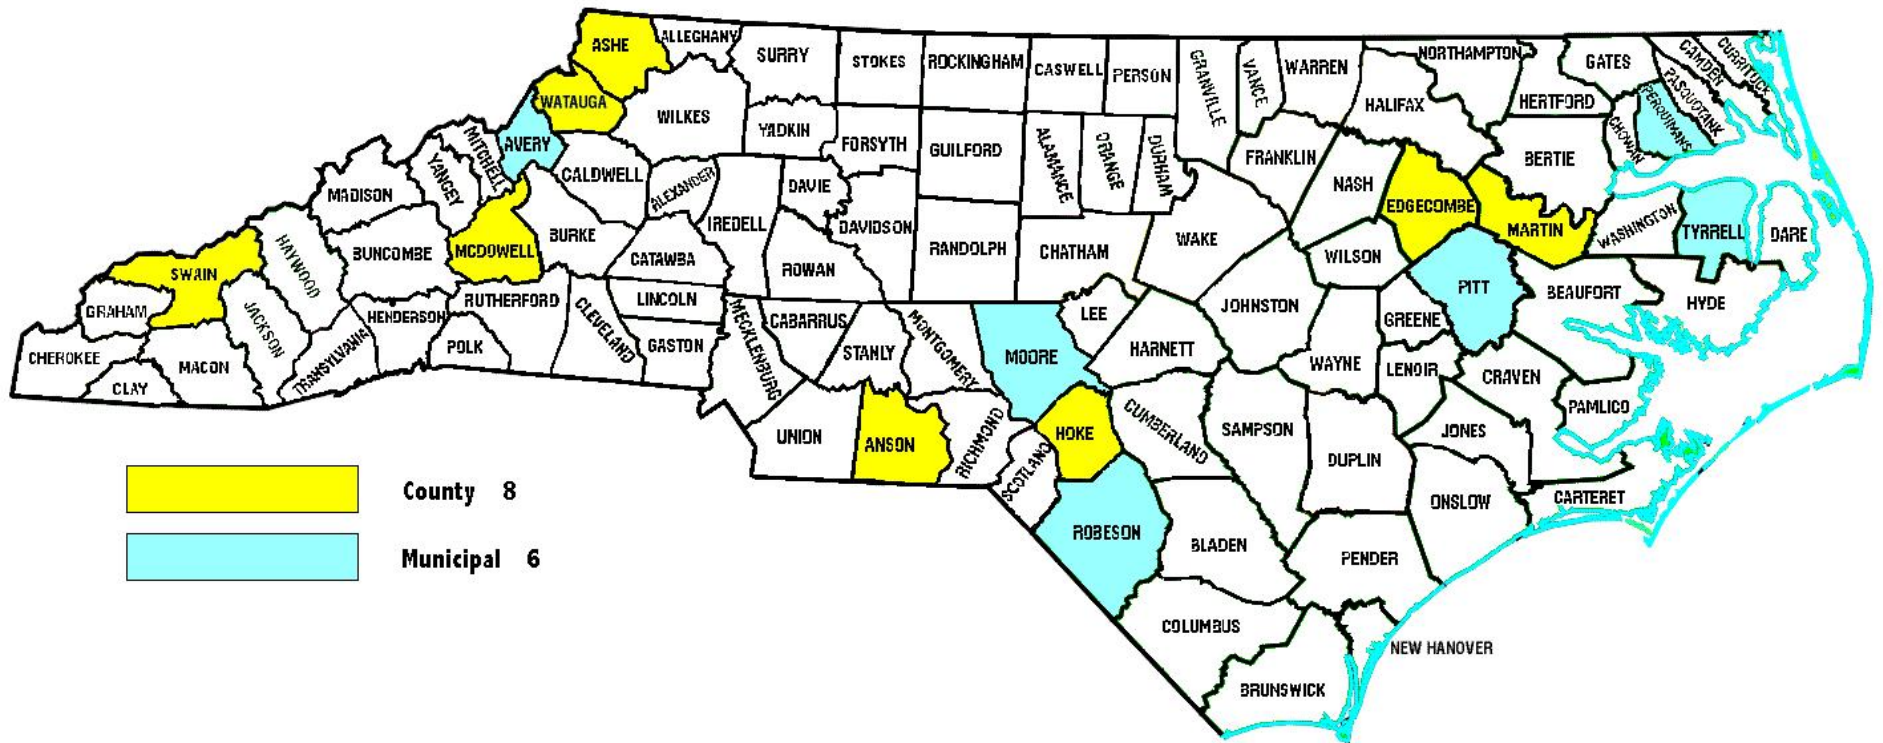 ASHE
ALLEGHANY
SURRY
STOKES
ROCKINGHAM
CASWELL
PERSON
GRANVILLE
VANCE
WARREN
NORTHAMPTON
GATES
CAMDEN
CURRITUCK
WATAUGA
WILKES
YADKIN
FORSYTH
GUILFORD
ALAMANCE
ORANGE
DURHAM
FRANKLIN
HALIFAX
HERTFORD
PASQUOTANK
PERQUIMANS
CHOWAN
BERTIE
AVERY
MITCHELL
YANCEY
MADISON
CALDWELL
ALEXANDER
IREDELL
DAVIE
DAVIDSON
RANDOLPH
CHATHAM
WAKE
NASH
EDGECOMBE
MARTIN
WASHINGTON
TYRRELL
DARE
SWAIN
HAYWOOD
BUNCOMBE
MCDOWELL
BURKE
CATAWBA
ROWAN
WILSON
PITT
BEAUFORT
HYDE
GRAHAM
JACKSON
HENDERSON
RUTHERFORD
LINCOLN
CLEVELAND
GASTON
MECKLENBURG
CABARRUS
STANLY
MONTGOMERY
MOORE
LEE
HARNETT
JOHNSTON
GREENE
WAYNE
LENOIR
CRAVEN
PAMLICO
CHEROKEE
CLAY
MACON
TRANSYLVANIA
POLK
UNION
ANSON
RICHMOND
SCOTLAND
HOKE
CUMBERLAND
SAMPSON
DUPLIN
JONES
ONSLOW
CARTERET
ROBESON
BLADEN
PENDER
COLUMBUS
NEW HANOVER
BRUNSWICK
County 8
Municipal 6